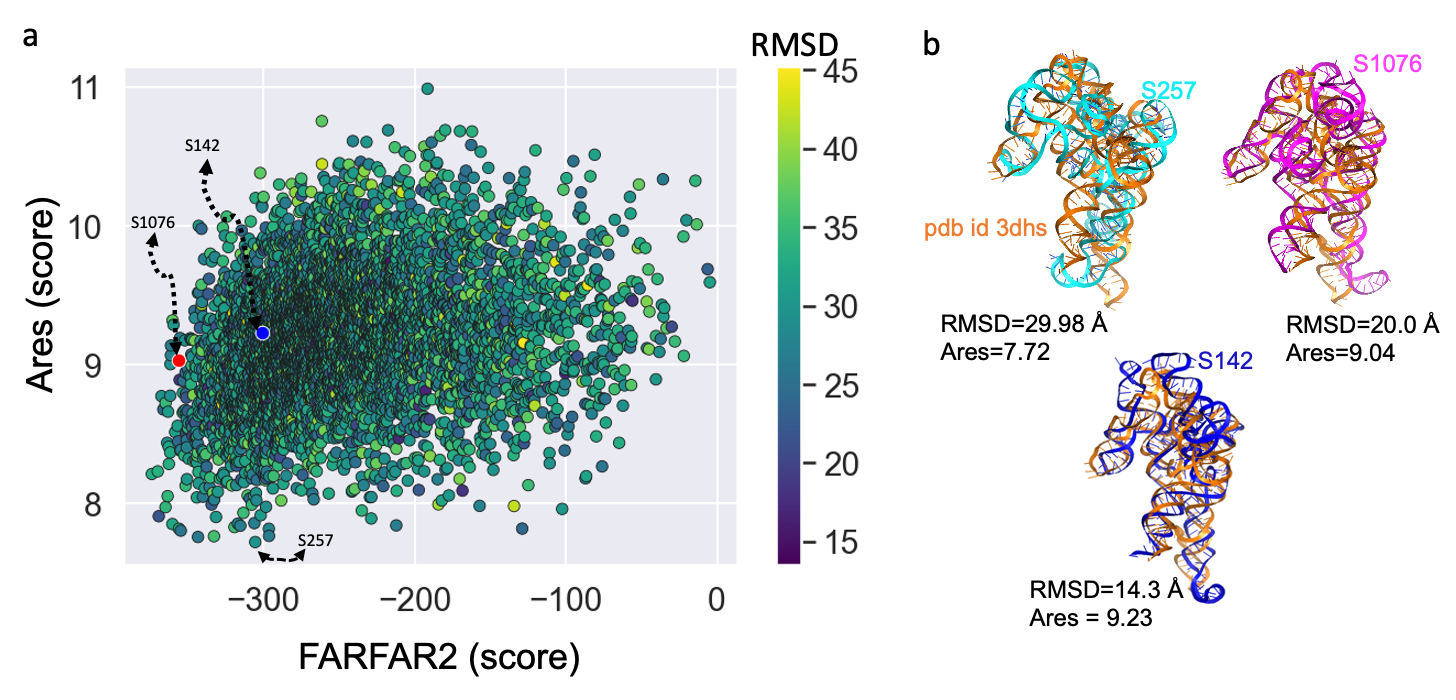 a
RMSD
11
10
9
8
Ares (score)
S142
S1076
S257
−300
−200
−100
0
FARFAR2 (score)
45
40
35
30
25
20
15
b
S257
pdb id 3dhs
RMSD=29.98 Å
Ares=7.72
S1076
RMSD=20.0 Å
Ares=9.04
S142
RMSD=14.3 Å
Ares = 9.23